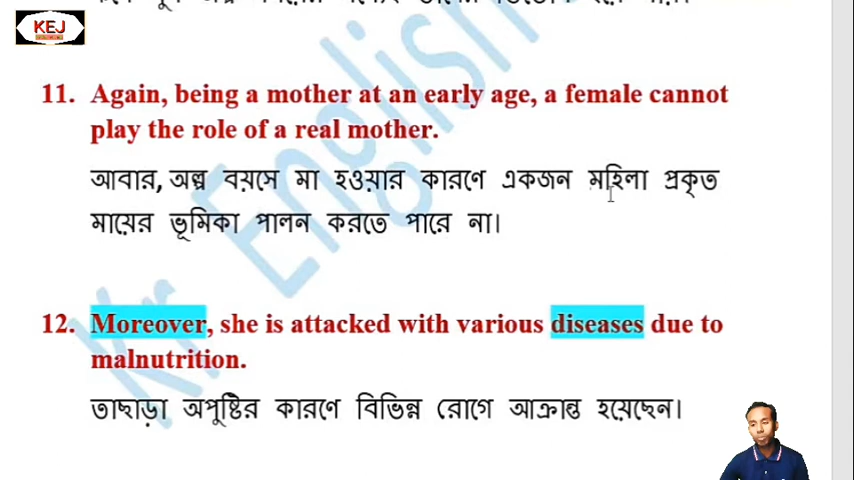 KEJ
11. Again, being a mother at an early age, a female cannot
play the role of a real mother.
আবার, অল্প বয়সে মা হওয়ার কারণে একজন মহিলা প্রকৃত
মায়ের ভূমিকা পালন করতে পারে না।
12. Moreover, she is attacked with various diseases due to
malnutrition.
তাছাড়া অপুষ্টির কারণে বিভিন্ন রোগে আক্রান্ত হয়েছেন।
Kr English